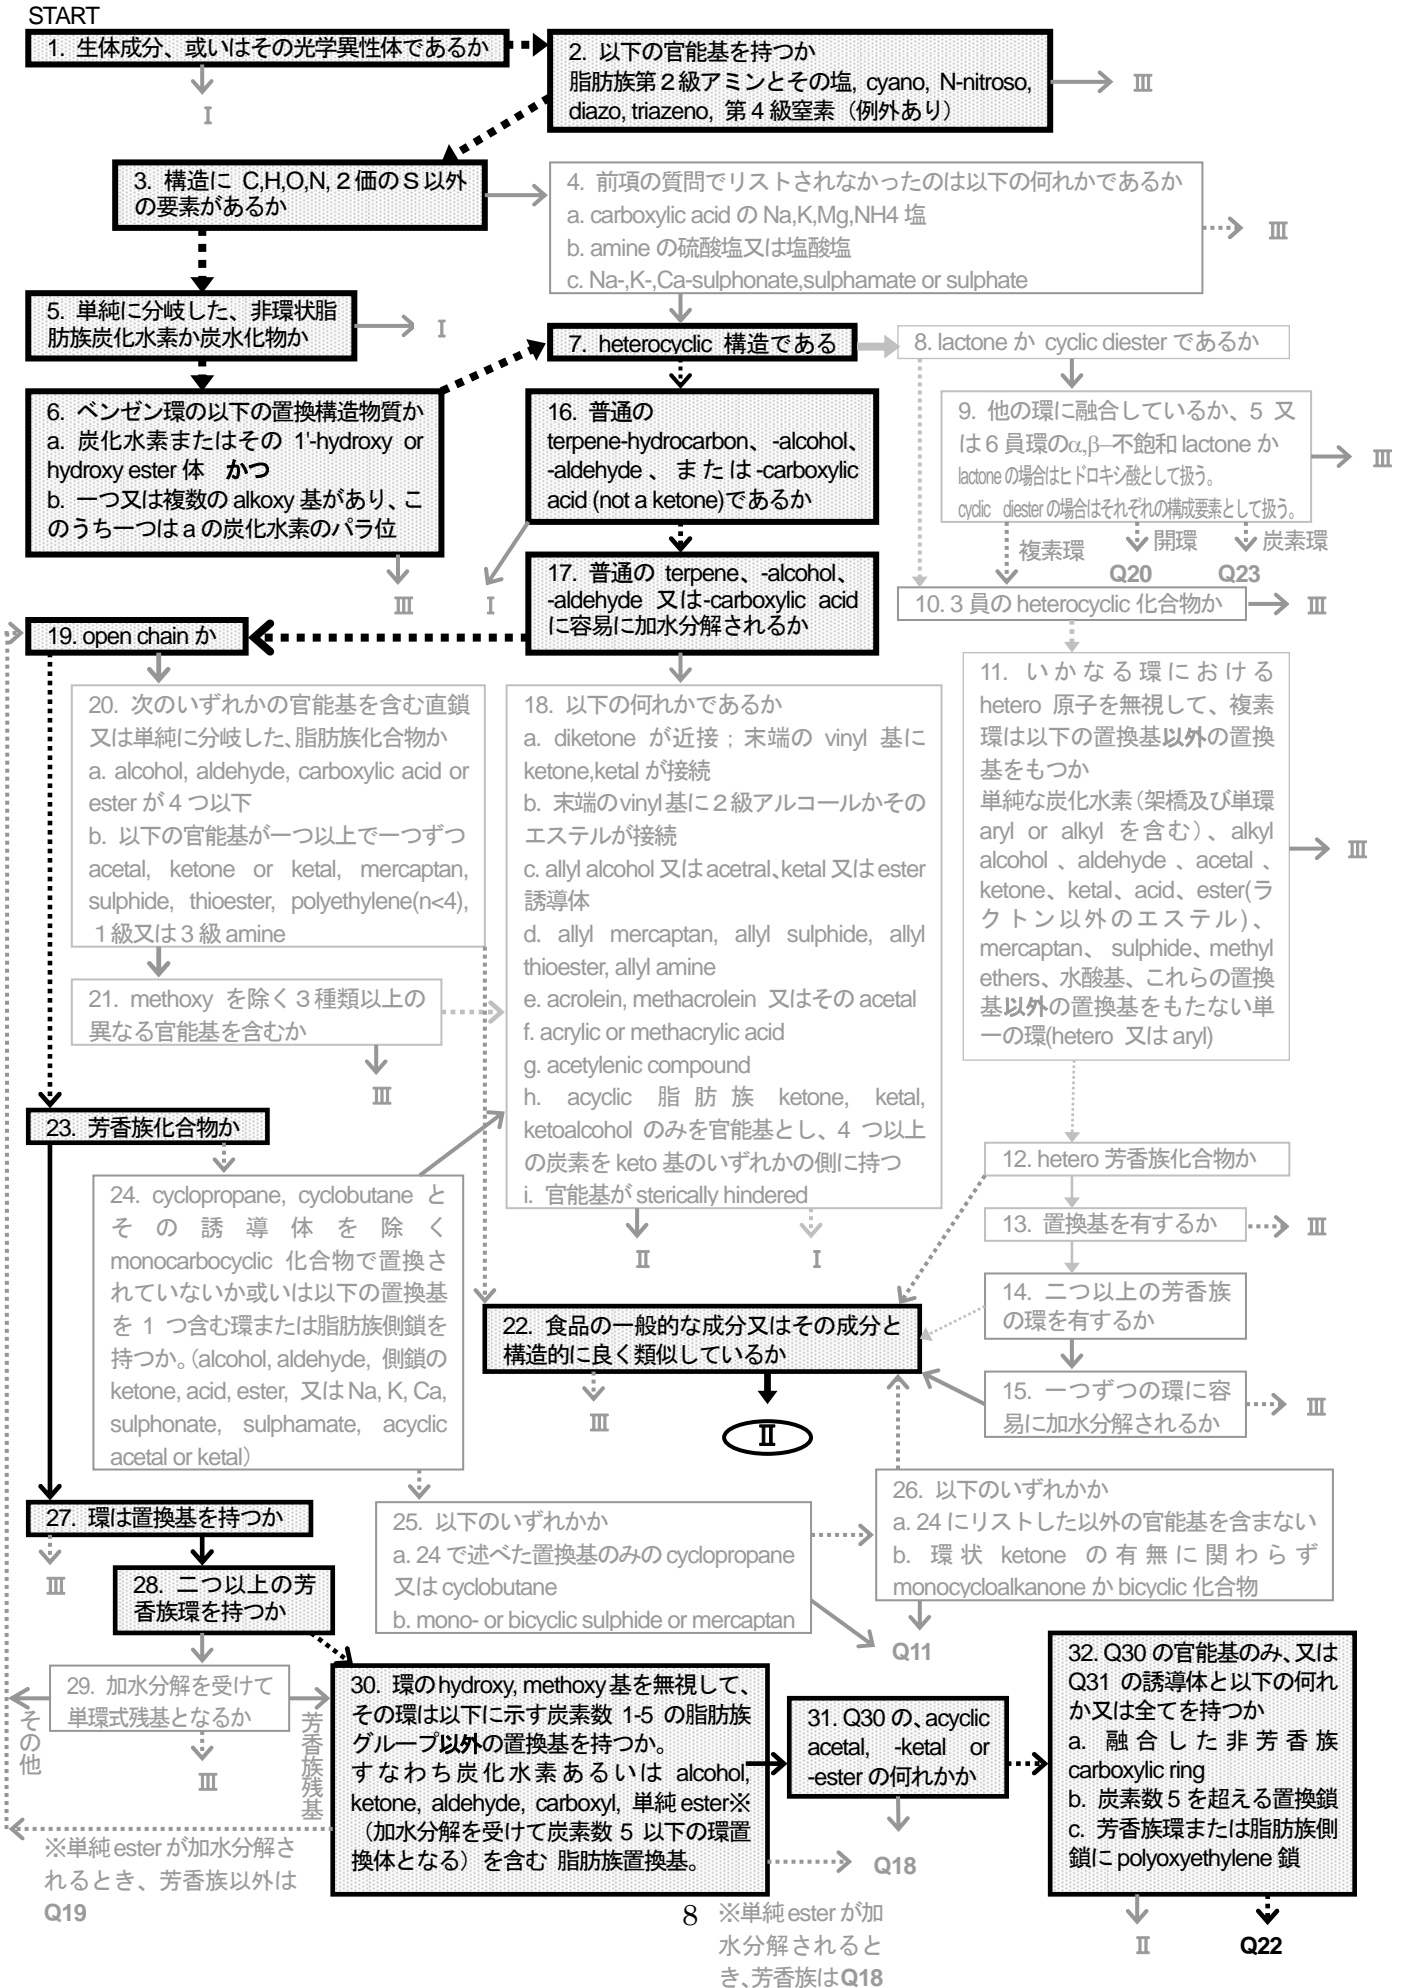 START
1. 生体成分、或いはその光学異性体であるか
I
2. 以下の官能基を持つか
脂肪族第2級アミンとその塩, cyano, N-nitroso,
diazo, triazeno, 第4級窒素（例外あり）
III
3. 構造に C,H,O,N,２価のＳ以外
の要素があるか
4. 前項の質問でリストされなかったのは以下の何れかであるか
a. carboxylic acid の Na,K,Mg,NH4 塩
b. amine の硫酸塩又は塩酸塩
c. Na-,K-,Ca-sulphonate,sulphamate or sulphate
III
5. 単純に分岐した、非環状脂
肪族炭化水素か炭水化物か
I
6. ベンゼン環の以下の置換構造物質か
a. 炭化水素またはその 1'-hydroxy or
hydroxy ester 体 かつ
b. 一つ又は複数の alkoxy 基があり、こ
のうち一つは a の炭化水素のパラ位
III
7. heterocyclic 構造である
8. lactone か cyclic diester であるか
9. 他の環に融合しているか、5 又
は 6 員環のα,β–不飽和 lactone か
lactone の場合はヒドロキシ酸として扱う。
cyclic diester の場合はそれぞれの構成要素として扱う。
III
複素環
開環
炭素環
Q20
Q23
10. 3 員の heterocyclic 化合物か
III
16. 普通の
terpene-hydrocarbon、-alcohol、
-aldehyde 、または-carboxylic
acid (not a ketone)であるか
I
17. 普通の terpene、-alcohol、
-aldehyde 又は-carboxylic acid
に容易に加水分解されるか
19. open chain か
20. 次のいずれかの官能基を含む直鎖
又は単純に分岐した、脂肪族化合物か
a. alcohol, aldehyde, carboxylic acid or
ester が 4 つ以下
b. 以下の官能基が一つ以上で一つずつ
acetal, ketone or ketal, mercaptan,
sulphide, thioester, polyethylene(n<4),
１級又は３級 amine
21. methoxy を除く３種類以上の
異なる官能基を含むか
III
18. 以下の何れかであるか
a. diketone が近接；末端の vinyl 基に
ketone,ketal が接続
b. 末端の vinyl 基に２級アルコールかその
エステルが接続
c. allyl alcohol 又は acetral、ketal 又は ester
誘導体
d. allyl mercaptan, allyl sulphide, allyl
thioester, allyl amine
e. acrolein, methacrolein 又はその acetal
f. acrylic or methacrylic acid
g. acetylenic compound
h. acyclic 脂肪族 ketone, ketal,
ketoalcohol のみを官能基とし、4 つ以上
の炭素を keto 基のいずれかの側に持つ
i. 官能基が sterically hindered
II
I
11. いかなる環における
hetero 原子を無視して、複素
環は以下の置換基以外の置換
基をもつか
単純な炭化水素（架橋及び単環
aryl or alkyl を含む）、alkyl
alcohol 、aldehyde 、acetal 、
ketone、ketal、acid、ester(ラ
クトン以外のエステル)、
mercaptan、 sulphide、methyl
ethers、水酸基、これらの置換
基以外の置換基をもたない単
一の環(hetero 又は aryl)
III
12. hetero 芳香族化合物か
13. 置換基を有するか
III
14. 二つ以上の芳香族
の環を有するか
15. 一つずつの環に容
易に加水分解されるか
III
23. 芳香族化合物か
24. cyclopropane, cyclobutane と
その誘導体を除く
monocarbocyclic 化合物で置換さ
れていないか或いは以下の置換基
を 1 つ含む環または脂肪族側鎖を
持つか。(alcohol, aldehyde, 側鎖の
ketone, acid, ester, 又は Na, K, Ca,
sulphonate, sulphamate, acyclic
acetal or ketal）
22. 食品の一般的な成分又はその成分と
構造的に良く類似しているか
III
II
25. 以下のいずれかか
a. 24 で述べた置換基のみの cyclopropane
又は cyclobutane
b. mono- or bicyclic sulphide or mercaptan
26. 以下のいずれかか
a. 24 にリストした以外の官能基を含まない
b. 環状 ketone の有無に関わらず
monocycloalkanone か bicyclic 化合物
Q11
27. 環は置換基を持つか
III
28. 二つ以上の芳
香族環を持つか
29. 加水分解を受けて
単環式残基となるか
その他
芳香族残基
III
30. 環の hydroxy, methoxy 基を無視して、
その環は以下に示す炭素数 1-5 の脂肪族
グループ以外の置換基を持つか。
すなわち炭化水素あるいは alcohol,
ketone, aldehyde, carboxyl, 単純 ester※
（加水分解を受けて炭素数 5 以下の環置
換体となる）を含む 脂肪族置換基。
31. Q30 の、acyclic
acetal, -ketal or
-ester の何れかか
Q18
32. Q30 の官能基のみ、又は
Q31 の誘導体と以下の何れ
か又は全てを持つか
a. 融合した非芳香族
carboxylic ring
b. 炭素数 5 を超える置換鎖
c. 芳香族環または脂肪族側
鎖に polyoxyethylene 鎖
II
Q22
※単純 ester が加水分解さ
れるとき、芳香族以外は
Q19
8
※単純 ester が加
水分解されると
き、芳香族は Q18